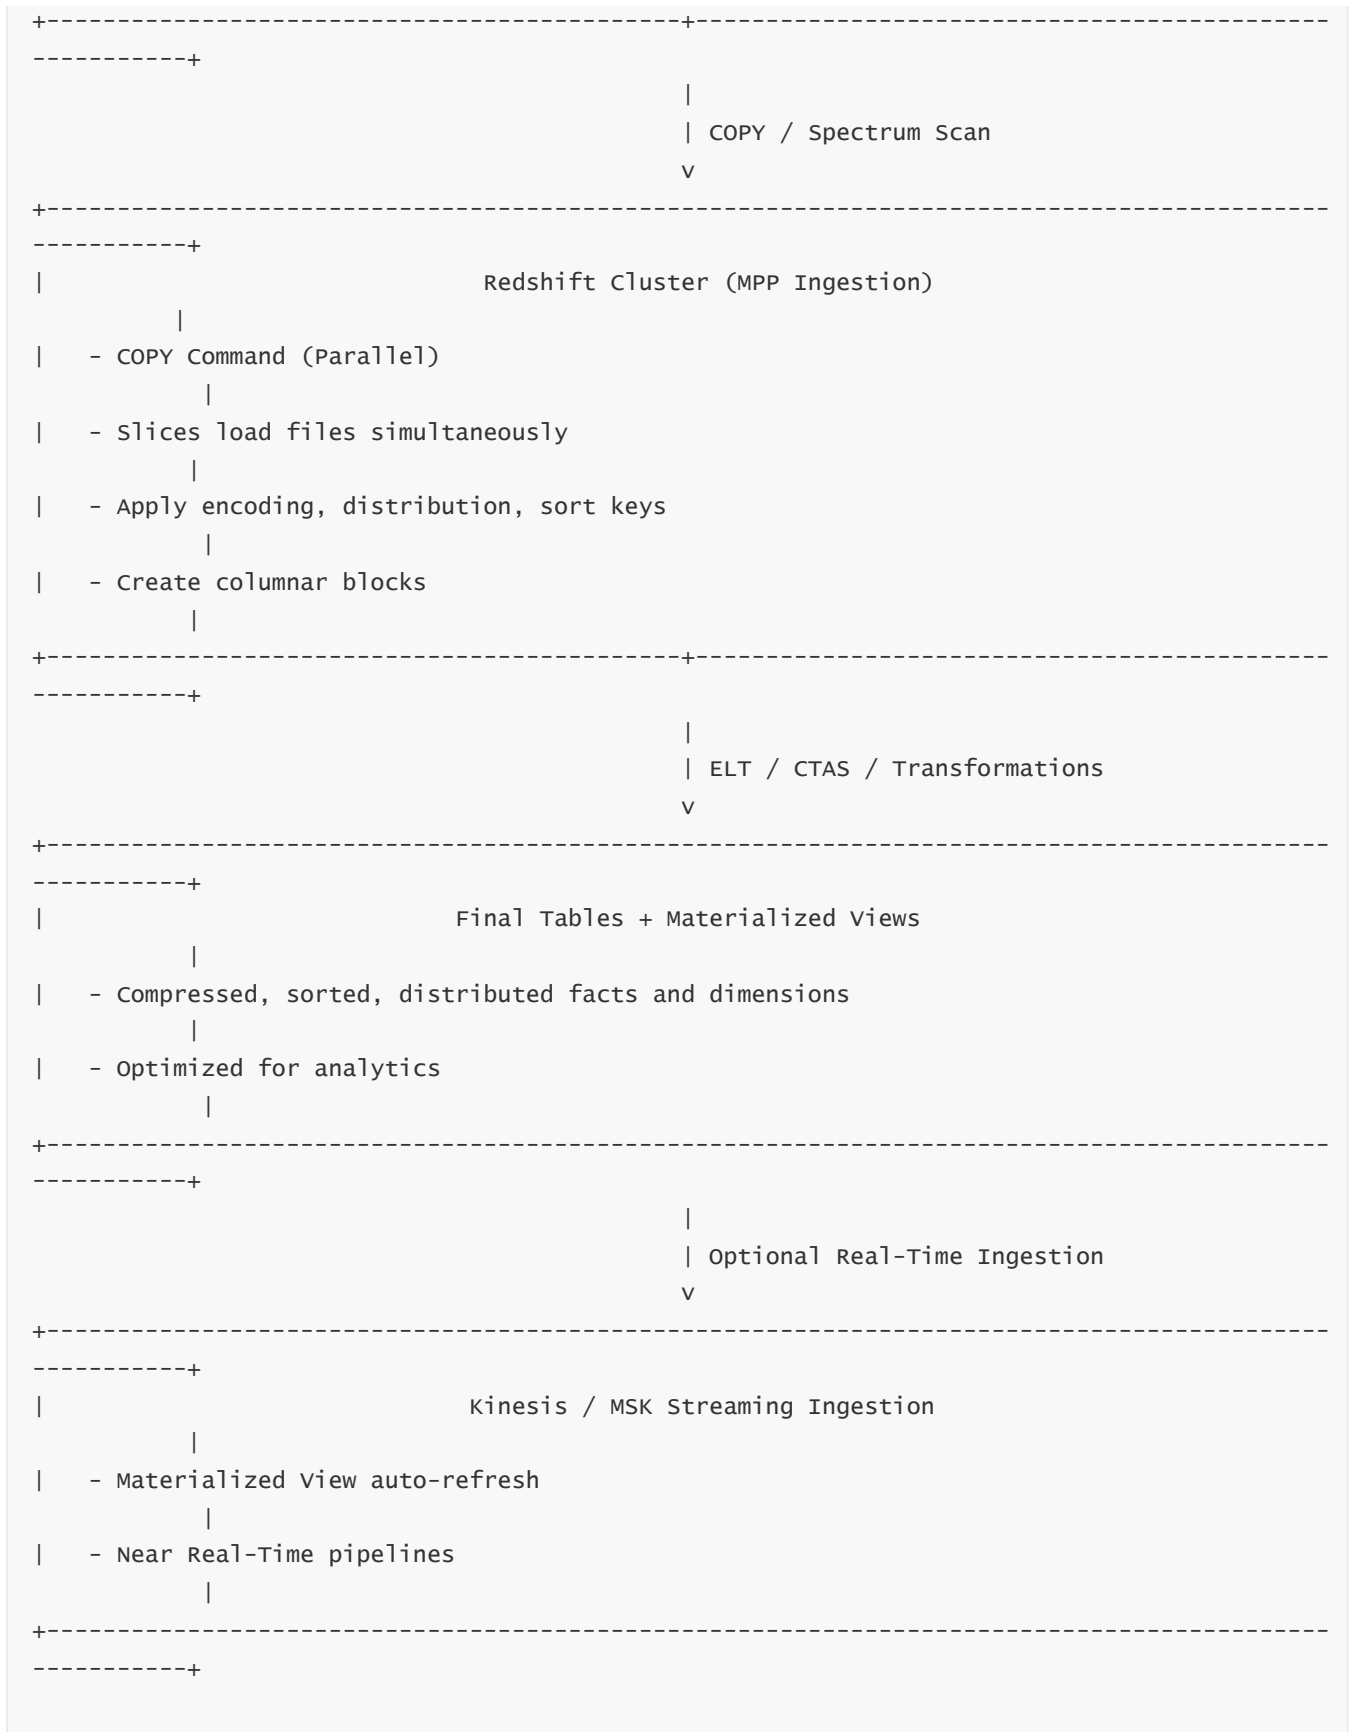 +---------------------------------------------+---------------------------------------------
-----------+
                                              |
                                              | COPY / Spectrum Scan
                                              v
+-------------------------------------------------------------------------------------------
-----------+
|                               Redshift Cluster (MPP Ingestion)
          |
|   - COPY Command (Parallel)
            |
|   - Slices load files simultaneously
           |
|   - Apply encoding, distribution, sort keys
            |
|   - Create columnar blocks
           |
+---------------------------------------------+---------------------------------------------
-----------+
                                              |
                                              | ELT / CTAS / Transformations
                                              v
+-------------------------------------------------------------------------------------------
-----------+
|                             Final Tables + Materialized Views
           |
|   - Compressed, sorted, distributed facts and dimensions
           |
|   - Optimized for analytics
            |
+-------------------------------------------------------------------------------------------
-----------+
                                              |
                                              | Optional Real-Time Ingestion
                                              v
+-------------------------------------------------------------------------------------------
-----------+
|                              Kinesis / MSK Streaming Ingestion
           |
|   - Materialized View auto-refresh
            |
|   - Near Real-Time pipelines
            |
+-------------------------------------------------------------------------------------------
-----------+